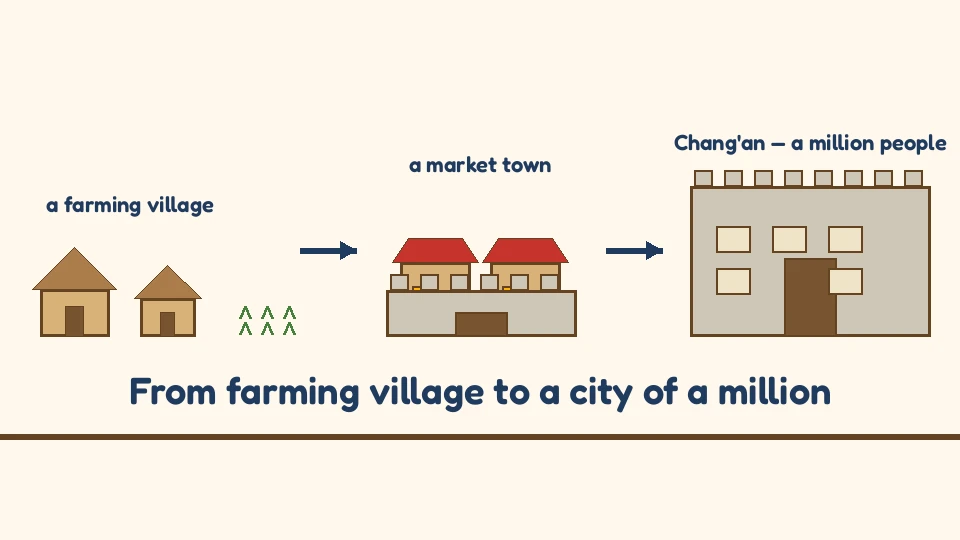 a farming village
a market town
Chang'an — a million people
From farming village to a city of a million